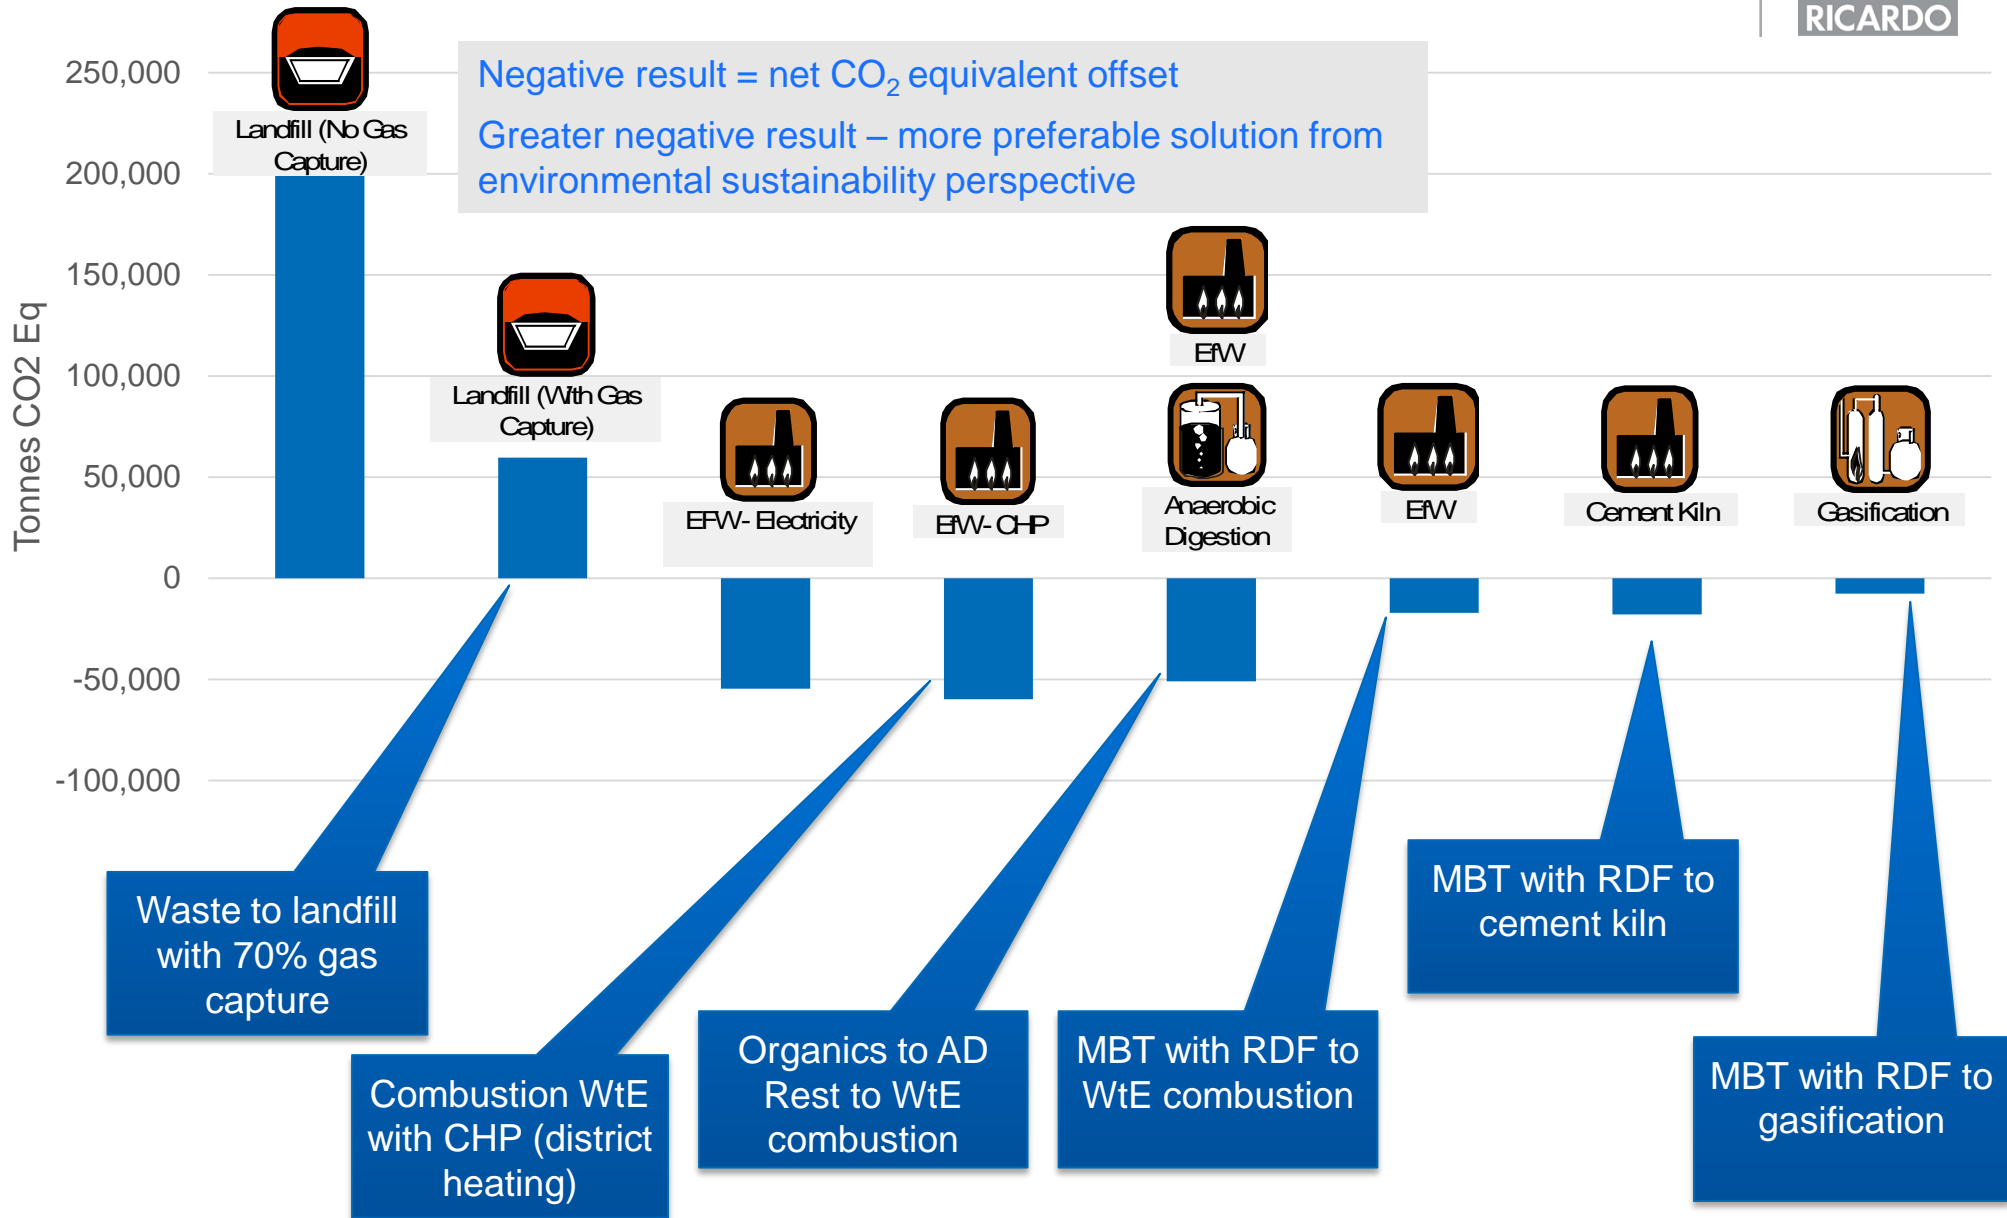 RICARDO
Negative result = net CO₂ equivalent offset
Greater negative result – more preferable solution from
environmental sustainability perspective
Tonnes CO2 Eq
250,000
200,000
150,000
100,000
50,000
0
-50,000
-100,000
Landfill (No Gas
Capture)
Landfill (With Gas
Capture)
EFW - Electricity
EfW - CHP
EfW
Anaerobic
Digestion
EfW
Cement Kiln
Gasification
Waste to landfill
with 70% gas
capture
Combustion WtE
with CHP (district
heating)
Organics to AD
Rest to WtE
combustion
MBT with RDF to
WtE combustion
MBT with RDF to
cement kiln
MBT with RDF to
gasification